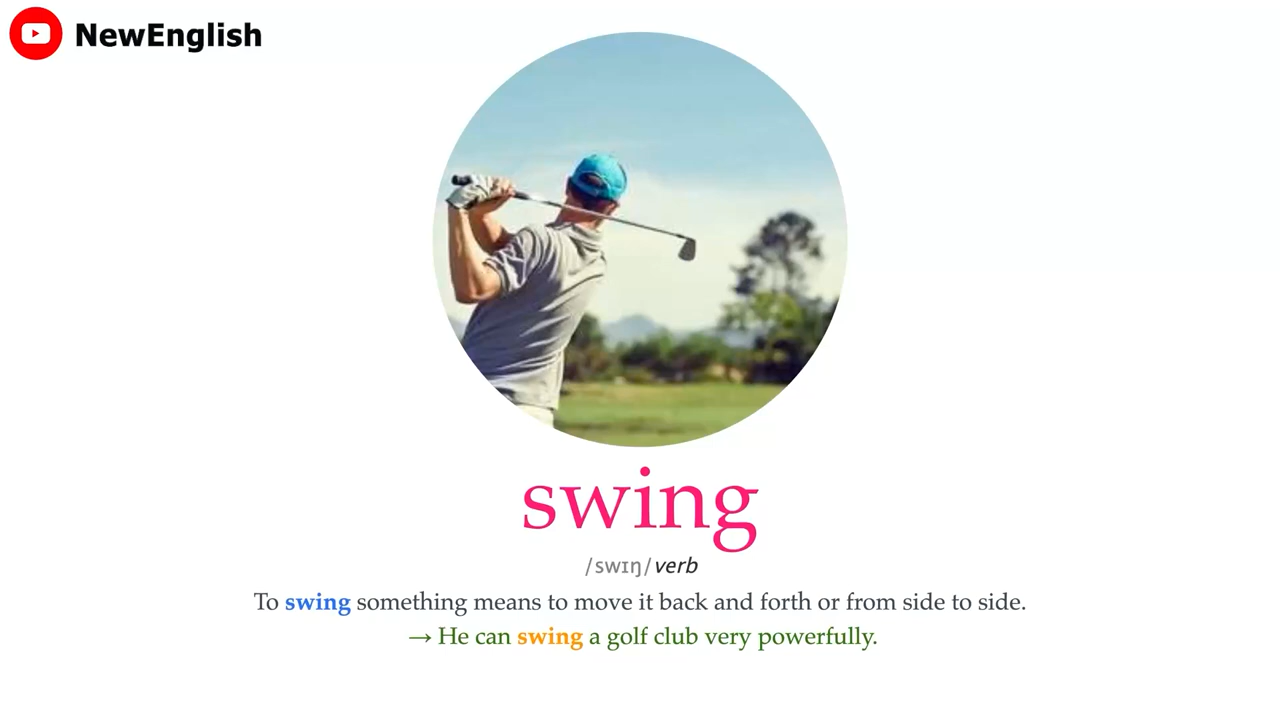 NewEnglish
swing
/swɪŋ/verb
To swing something means to move it back and forth or from side to side.
→ He can swing a golf club very powerfully.